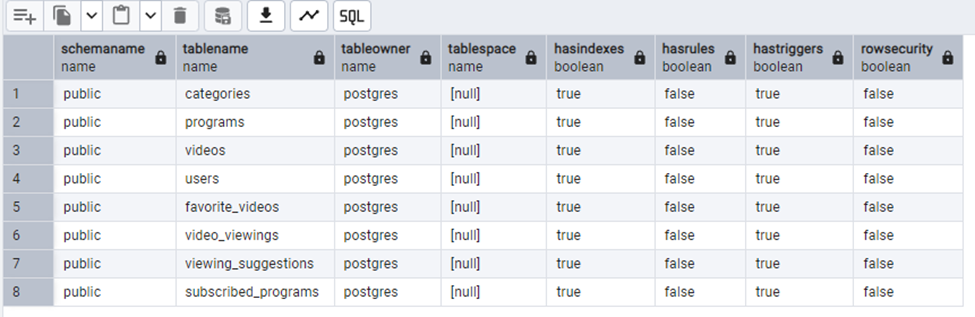 SQL
schemaname tablename tableowner tablespace hasindexes hasrules hastriggers rowsecurity
name name name name boolean boolean boolean boolean
1 public categories postgres [null] true false true false
2 public programs postgres [null] true false true false
3 public videos postgres [null] true false true false
4 public users postgres [null] true false true false
5 public favorite_videos postgres [null] true false true false
6 public video_viewings postgres [null] true false true false
7 public viewing_suggestions postgres [null] true false true false
8 public subscribed_programs postgres [null] true false true false